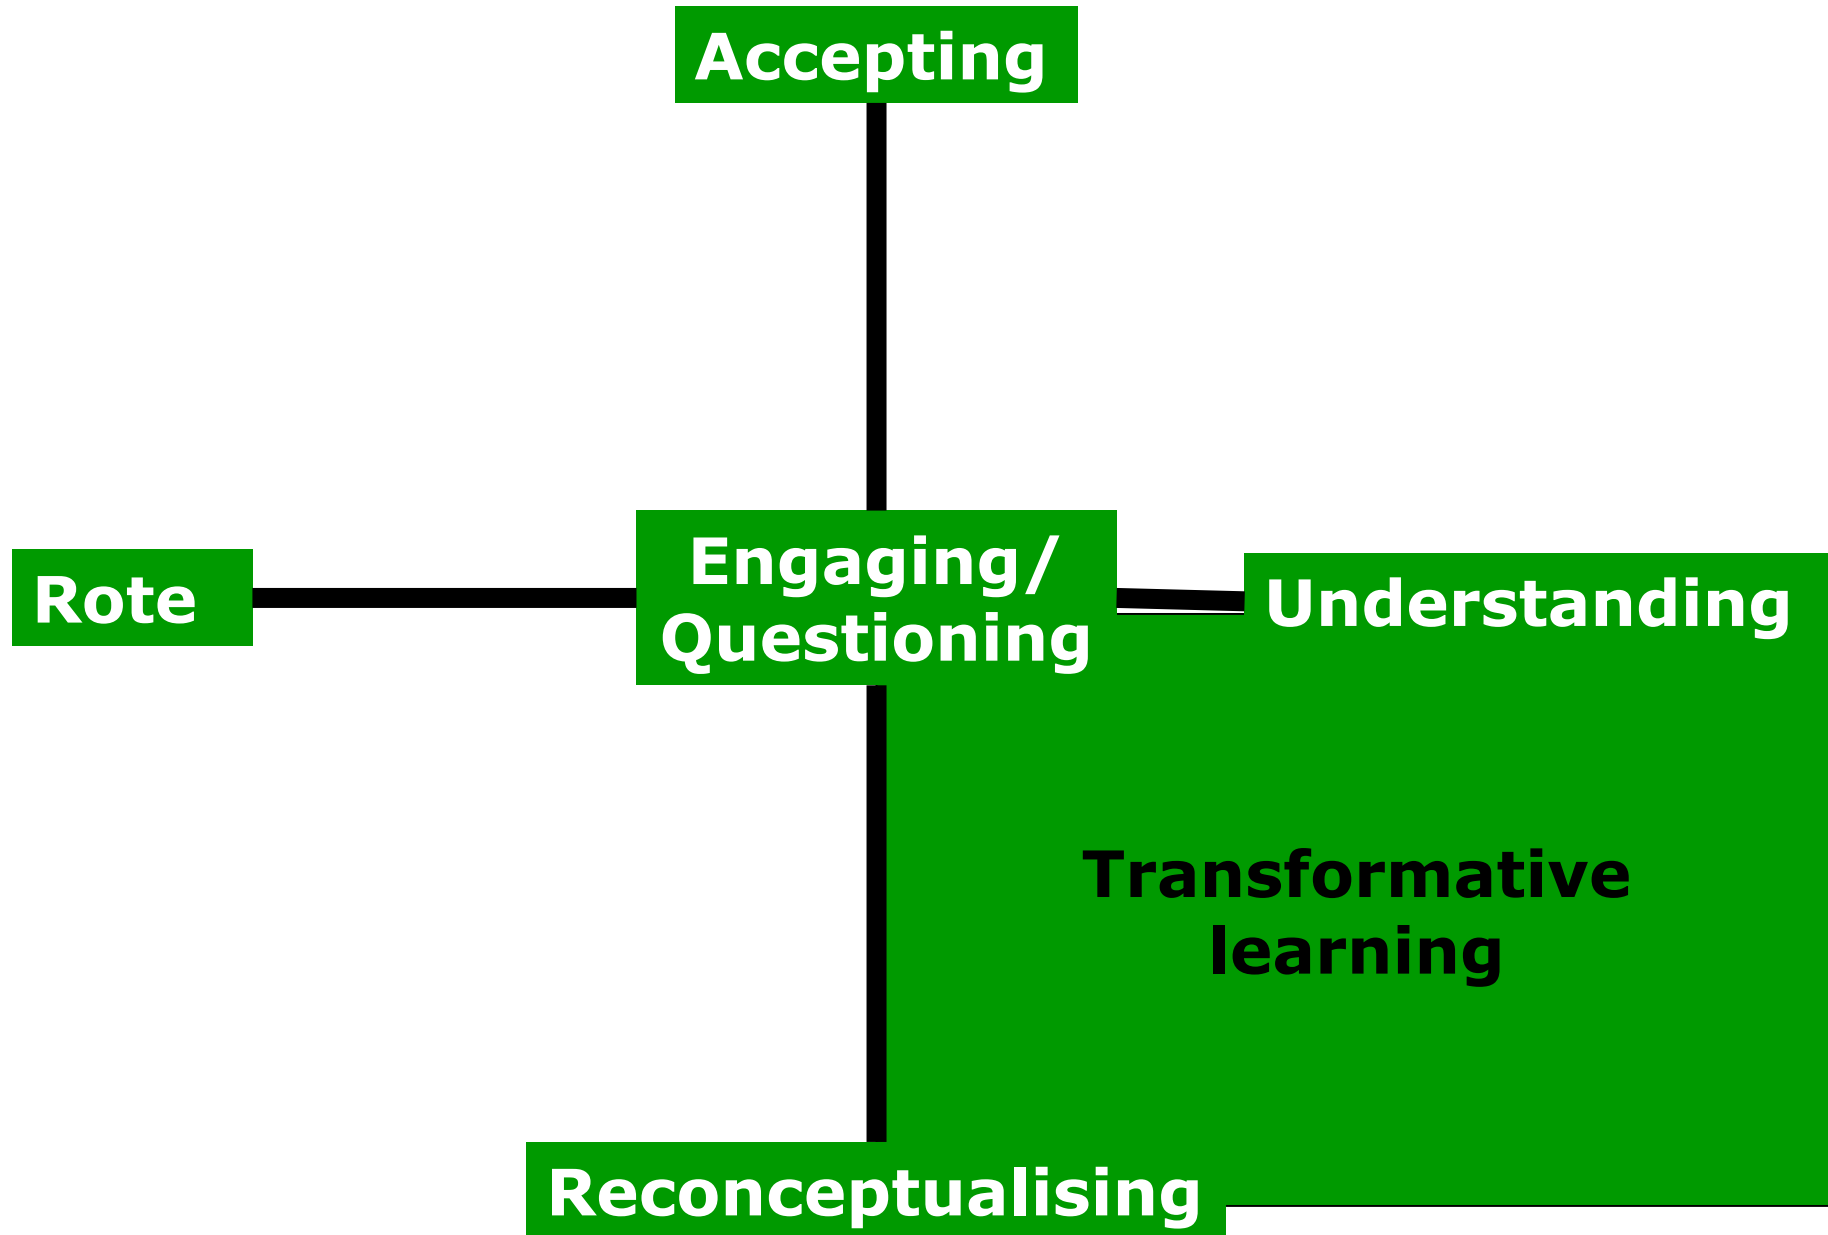 Accepting
Engaging/
Questioning
Rote
Understanding
Transformative
learning
Reconceptualising